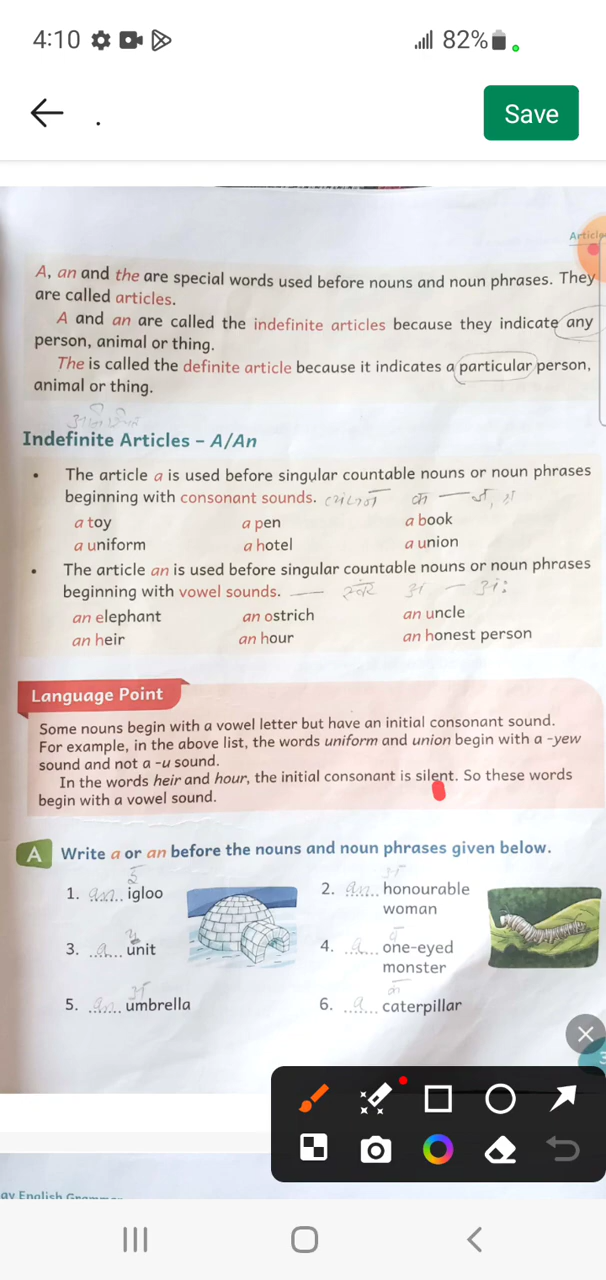 4:10
82%
.
Save
Article
A, an and the are special words used before nouns and noun phrases. They
are called articles.
A and an are called the indefinite articles because they indicate any
person, animal or thing.
The is called the definite article because it indicates a particular person,
animal or thing.
Indefinite Articles – A/An
• The article a is used before singular countable nouns or noun phrases
beginning with consonant sounds.
a toy a pen a book
a uniform a hotel a union
• The article an is used before singular countable nouns or noun phrases
beginning with vowel sounds. — स्वर अ — अः
an elephant an ostrich an uncle
an heir an hour an honest person
Language Point
Some nouns begin with a vowel letter but have an initial consonant sound.
For example, in the above list, the words uniform and union begin with a -yew
sound and not a -u sound.
In the words heir and hour, the initial consonant is silent. So these words
begin with a vowel sound.
A Write a or an before the nouns and noun phrases given below.
1. an igloo 2. an honourable
woman
3. a unit 4. a one-eyed
monster
5. an umbrella 6. a caterpillar
3
ay English Grammar